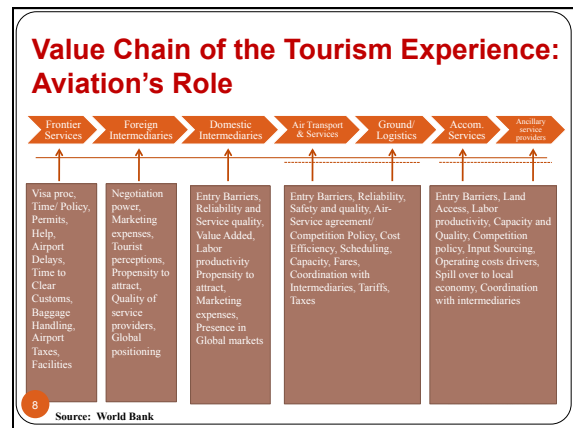 Value Chain of the Tourism Experience:
Aviation's Role
Frontier
Services
Foreign
Intermediaries
Domestic
Intermediaries
Air Transport
& Services
Ground/
Logistics
Accom.
Services
Ancillary
service
providers
Visa proc,
Time/ Policy,
Permits,
Help,
Airport
Delays,
Time to
Clear
Customs,
Baggage
Handling,
Airport
Taxes,
Facilities
Negotiation
power,
Marketing
expenses,
Tourist
perceptions,
Propensity to
attract,
Quality of
service
providers,
Global
positioning
Entry Barriers,
Reliability and
Service quality,
Value Added,
Labor
productivity
Propensity to
attract,
Marketing
expenses,
Presence in
Global markets
Entry Barriers, Reliability,
Safety and quality, Air-
Service agreement/
Competition Policy, Cost
Efficiency, Scheduling,
Capacity, Fares,
Coordination with
Intermediaries, Tariffs,
Taxes
Entry Barriers, Land
Access, Labor
productivity, Capacity and
Quality, Competition
policy, Input Sourcing,
Operating costs drivers,
Spill over to local
economy, Coordination
with intermediaries
8
Source: World Bank